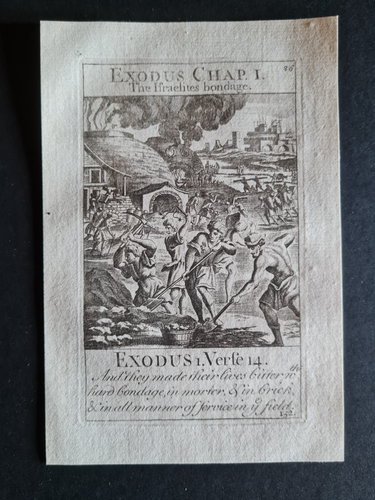 26
EXODUS CHAP. I.
The Iſraelites bondage.
EXODUS 1. Verſe 14.
And they made their lives bitter wth
hard bondage, in morter, & in brick,
& in all manner of ſervice in ye field.